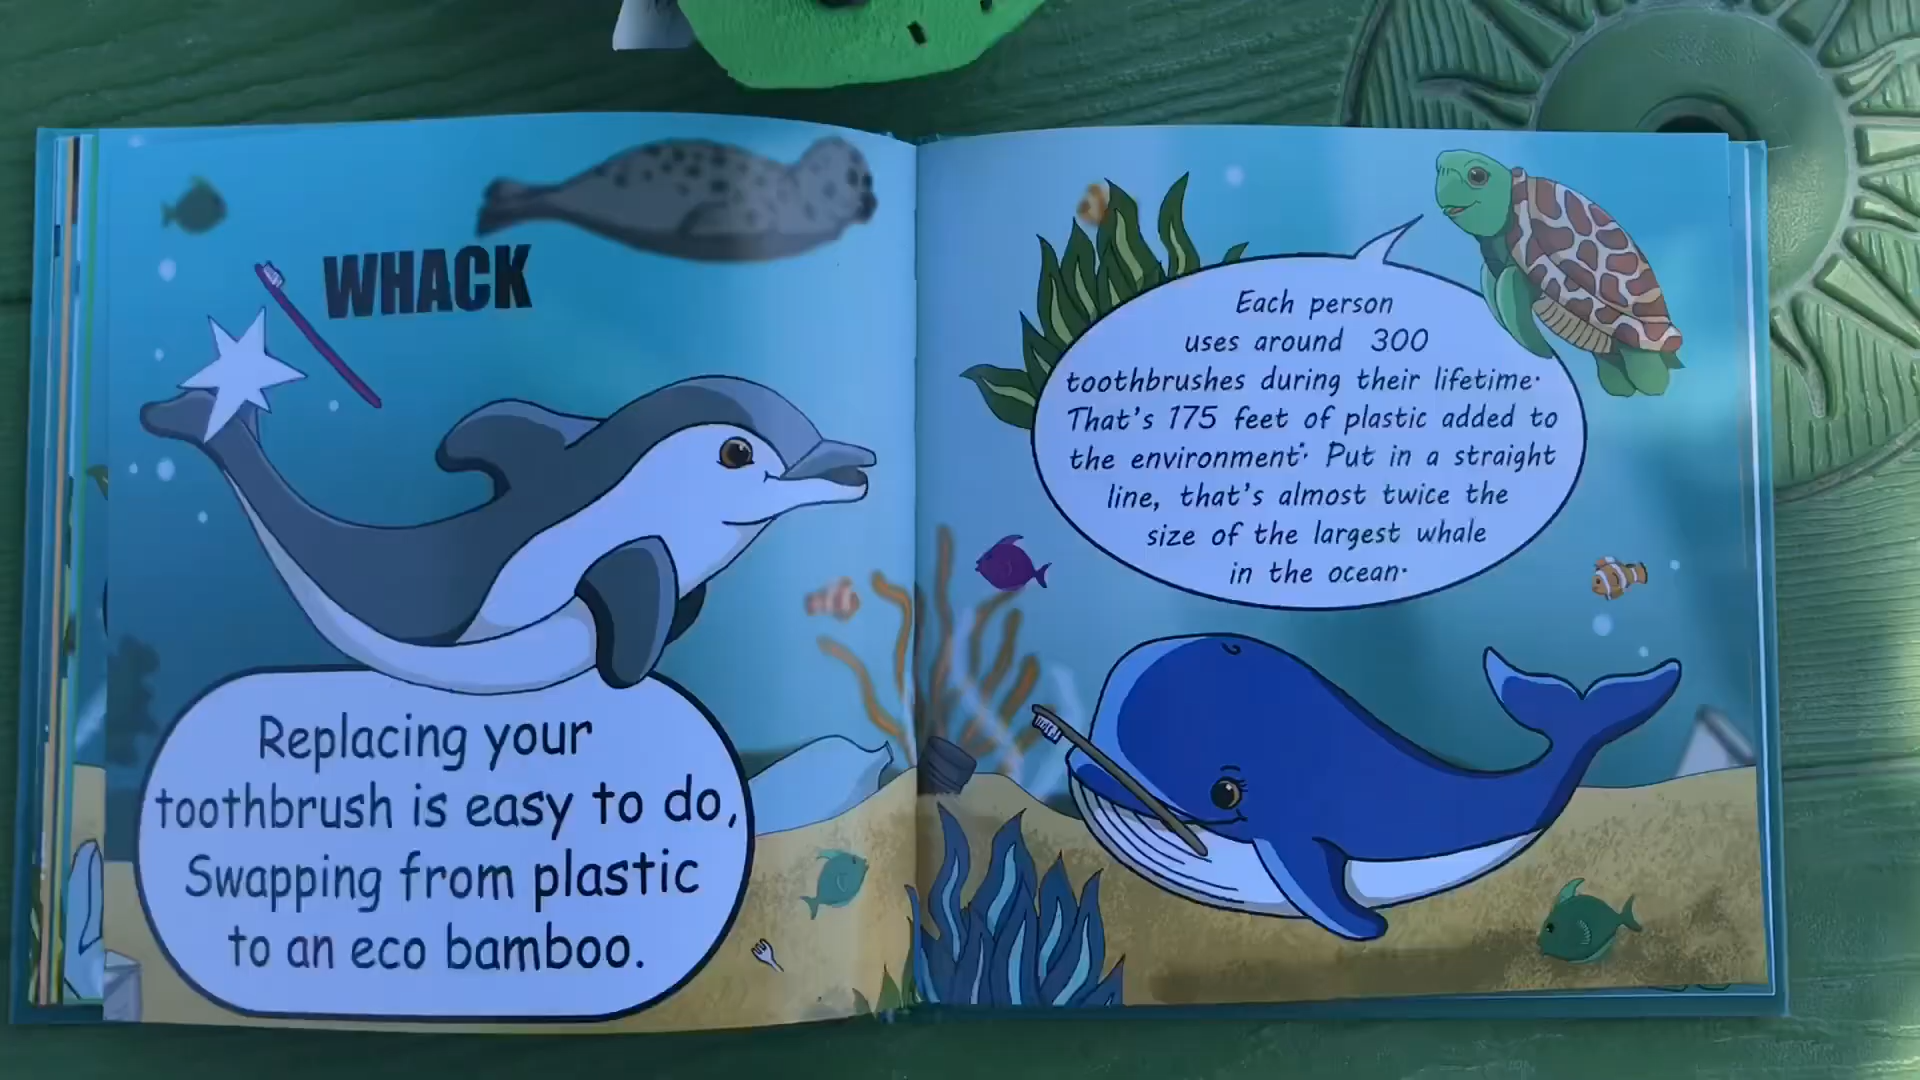 WHACK
Replacing your
toothbrush is easy to do,
Swapping from plastic
to an eco bamboo.
Each person
uses around 300
toothbrushes during their lifetime.
That's 175 feet of plastic added to
the environment. Put in a straight
line, that's almost twice the
size of the largest whale
in the ocean.